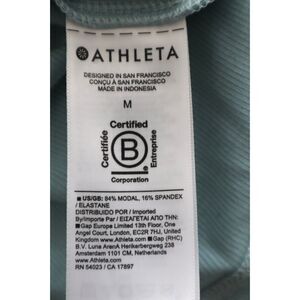 ATHLETA
DESIGNED IN SAN FRANCISCO
CONÇU À SAN FRANCISCO
MADE IN INDONESIA
M
Certified
Certifiée
B
Entreprise
Corporation
US/GB: 84% MODAL, 16% SPANDEX
/ ELASTANE
DISTRIBUIDO POR / Imported
By/Importe Par / ΕΙΣΑΓΕΤΑΙ ΑΠΟ ΤΗΝ:
Gap Europe Limited 13th Floor, One
Angel Court, London, EC2R 7HJ, United
Kingdom www.Athleta.com Gap (RHC)
B.V. Luna ArenA Herikerbergweg 238
Amsterdam 1101 CM, Netherlands
www.Athleta.com
RN 54023 / CA 17897